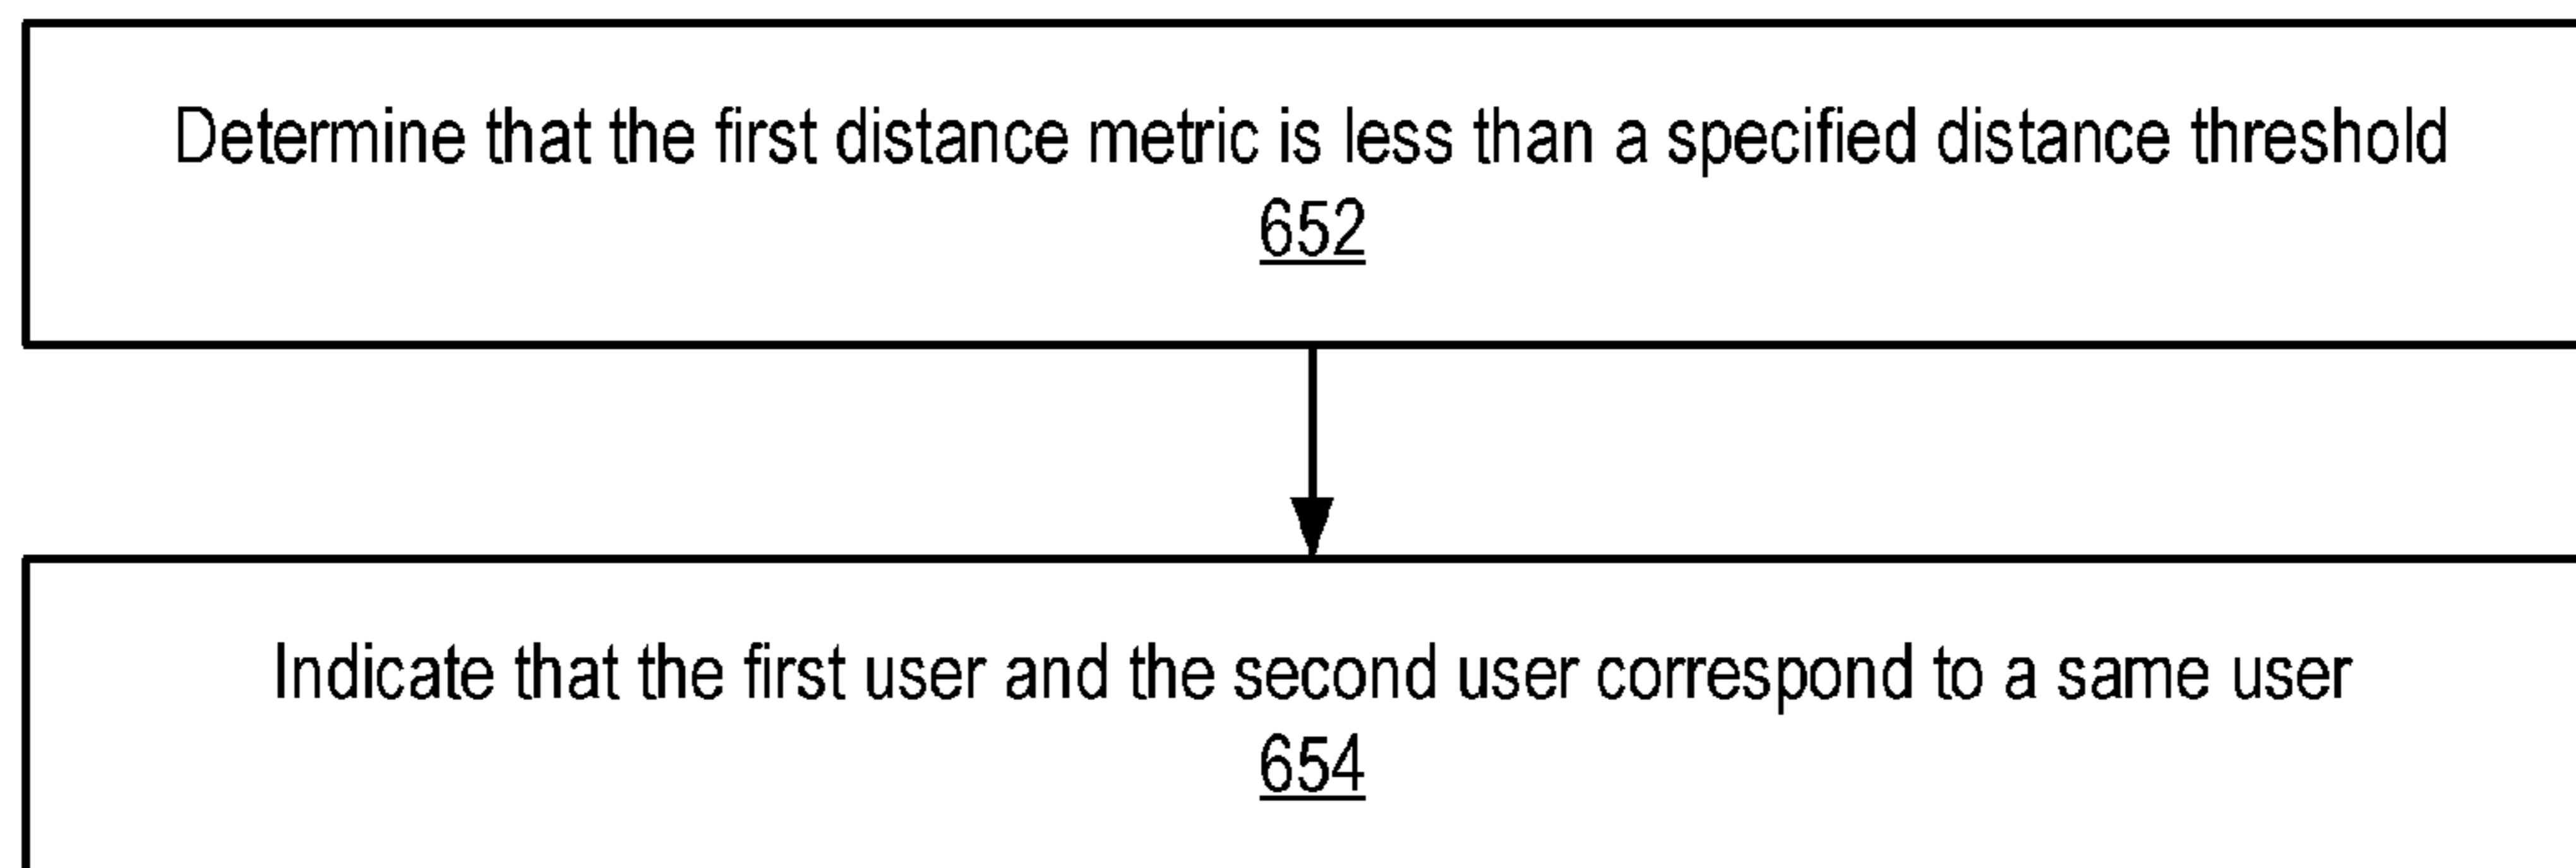 Determine that the first distance metric is less than a specified distance threshold
652
Indicate that the first user and the second user correspond to a same user
654